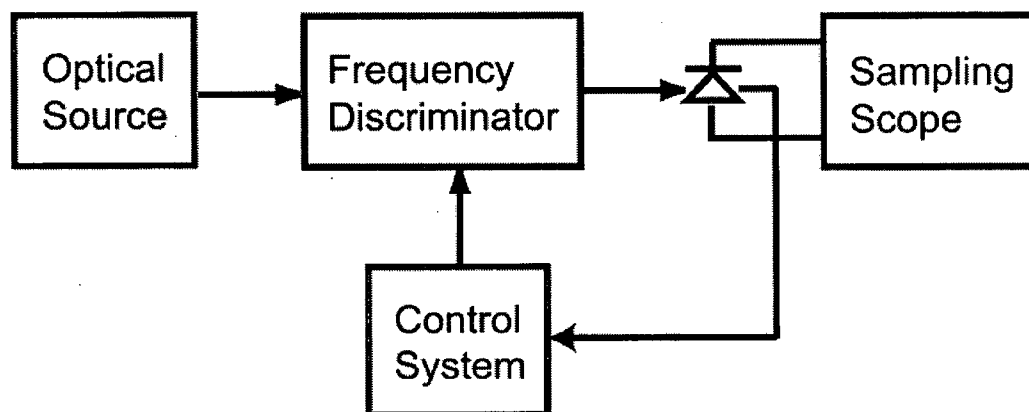 Optical
Source
Frequency
Discriminator
Sampling
Scope
Control
System